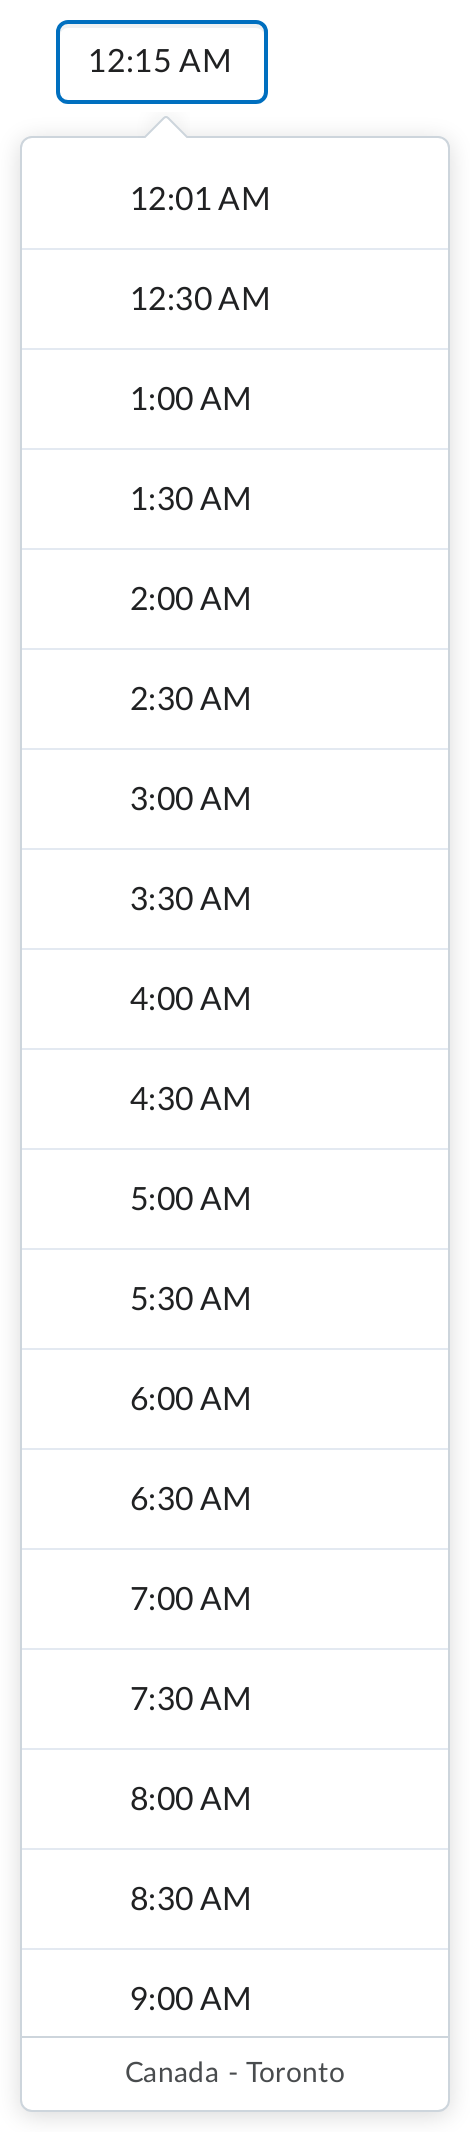 12:15 AM
12:01 AM
12:30 AM
1:00 AM
1:30 AM
2:00 AM
2:30 AM
3:00 AM
3:30 AM
4:00 AM
4:30 AM
5:00 AM
5:30 AM
6:00 AM
6:30 AM
7:00 AM
7:30 AM
8:00 AM
8:30 AM
9:00 AM
Canada - Toronto